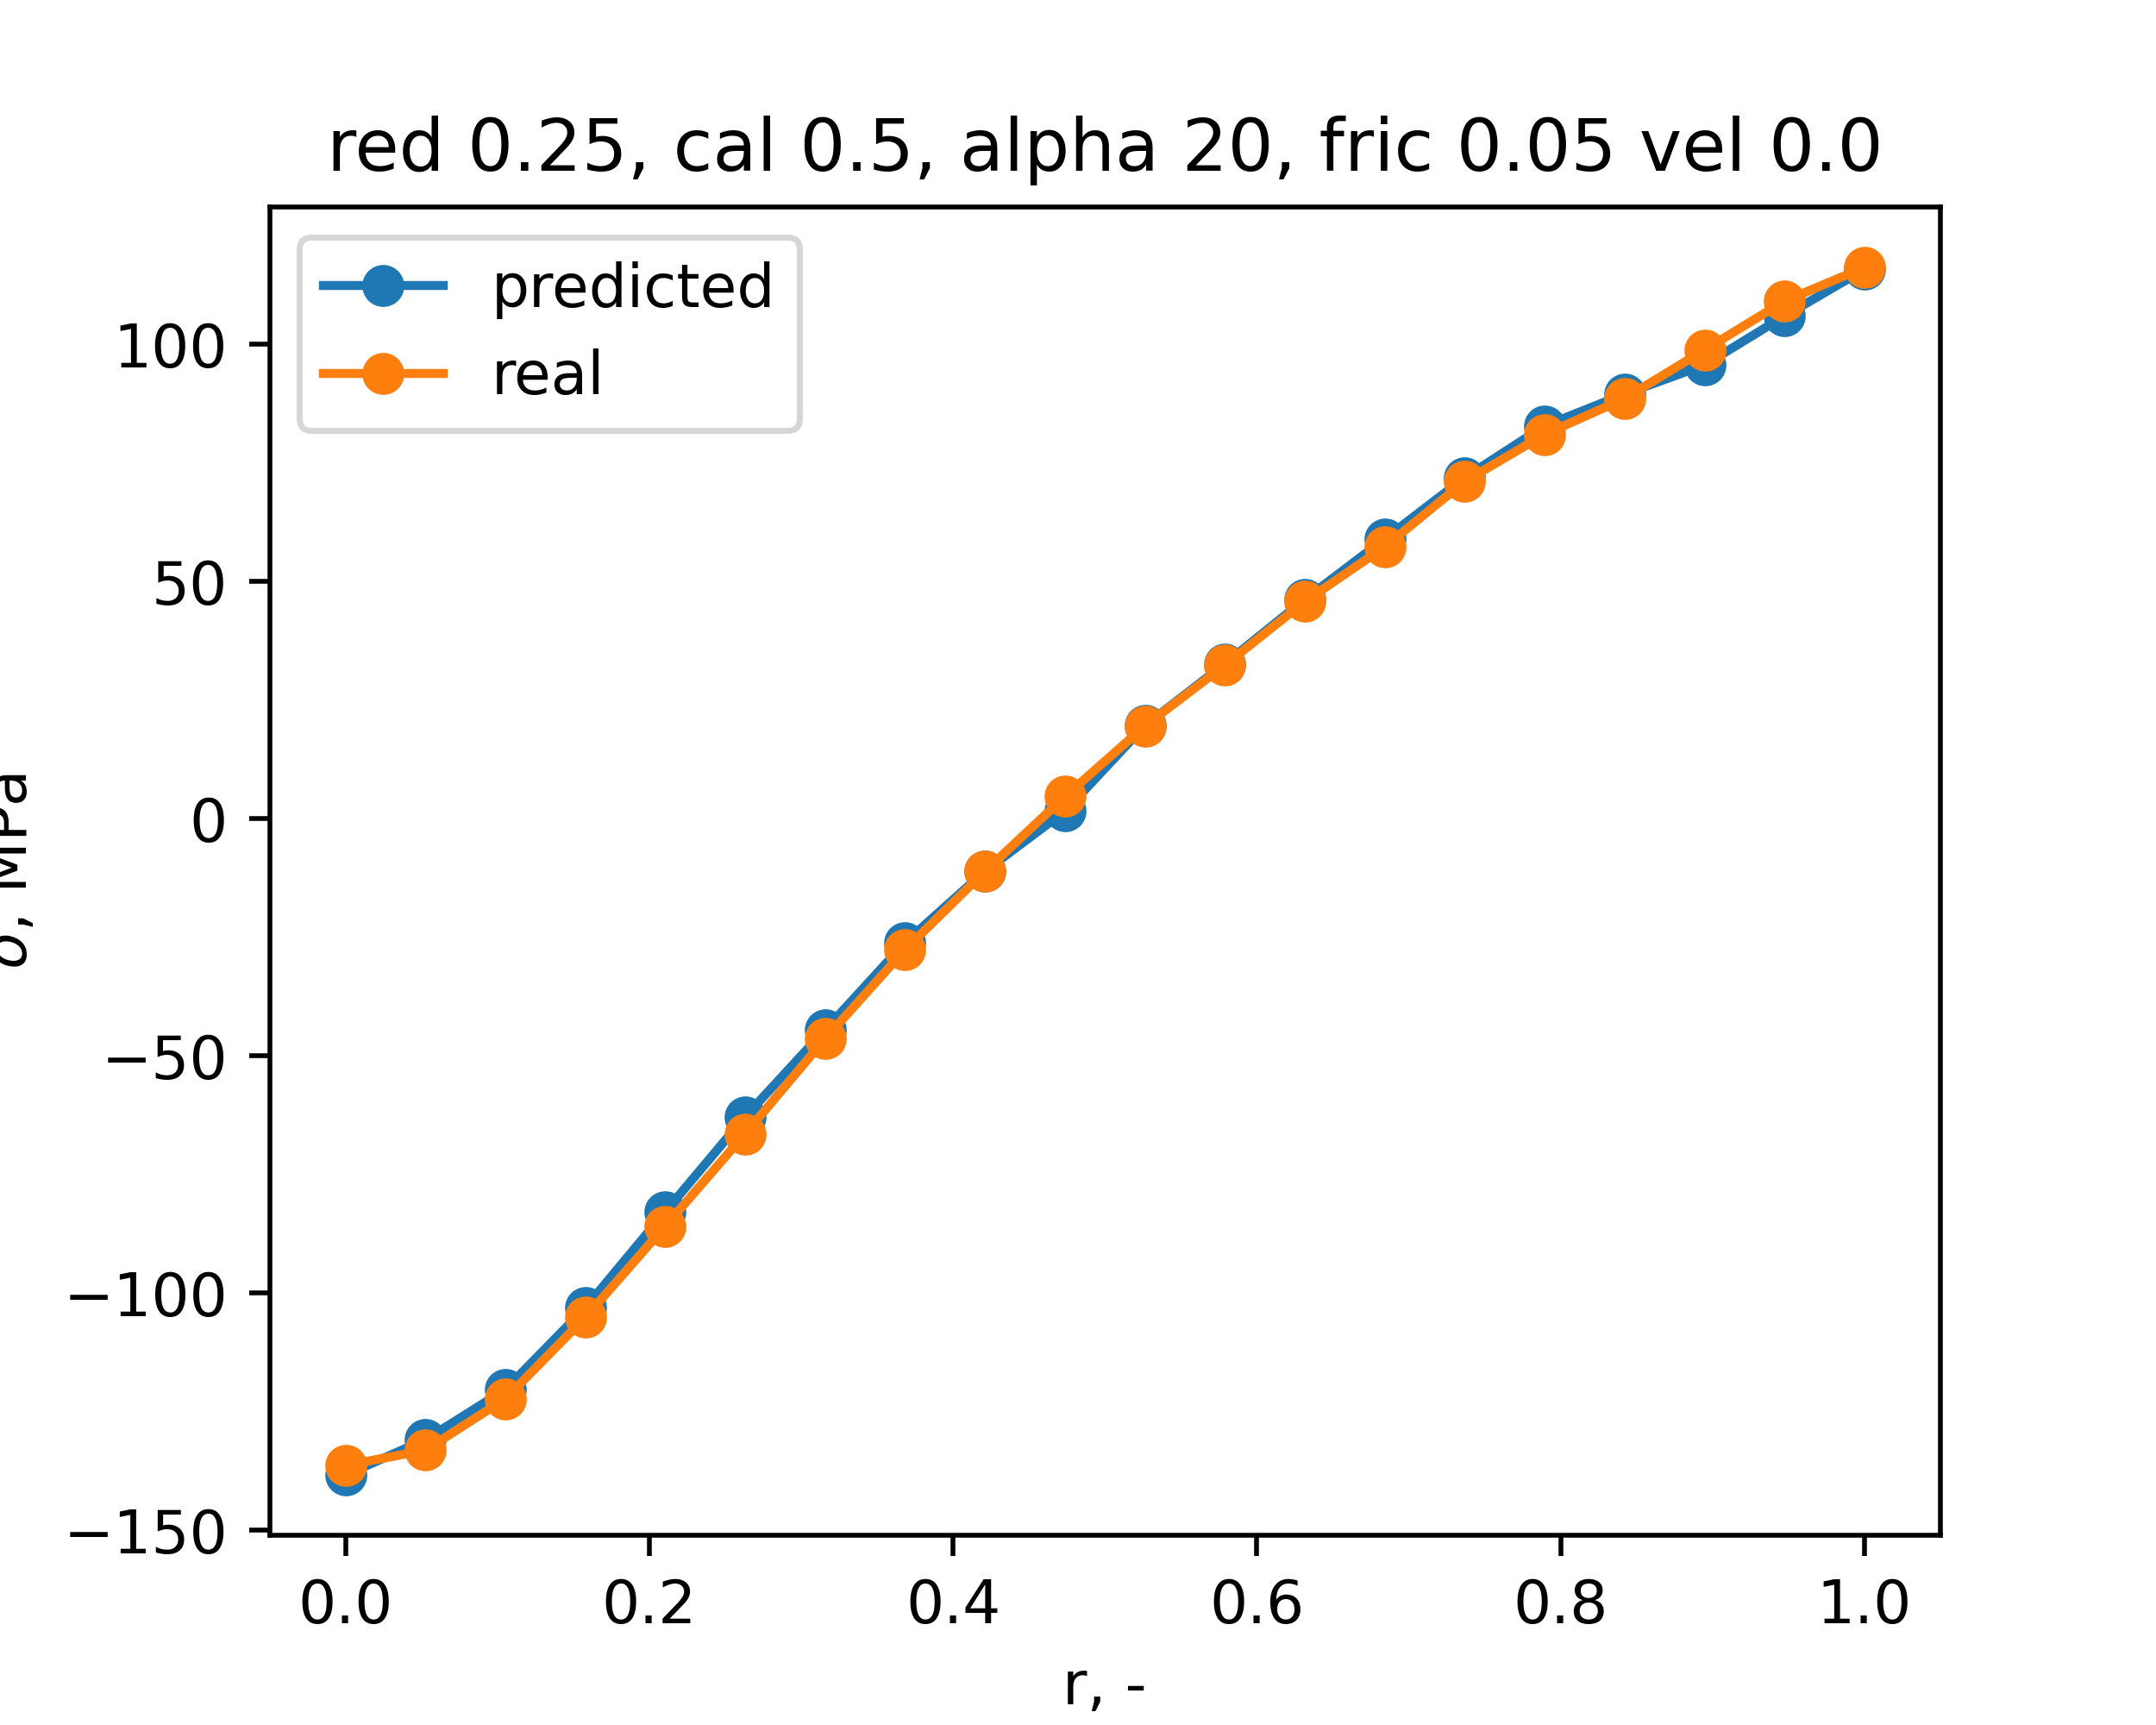 red 0.25, cal 0.5, alpha 20, fric 0.05 vel 0.0
predicted
real
100
50
0
−50
−100
−150
σ, MPa
0.0 0.2 0.4 0.6 0.8 1.0
r, -